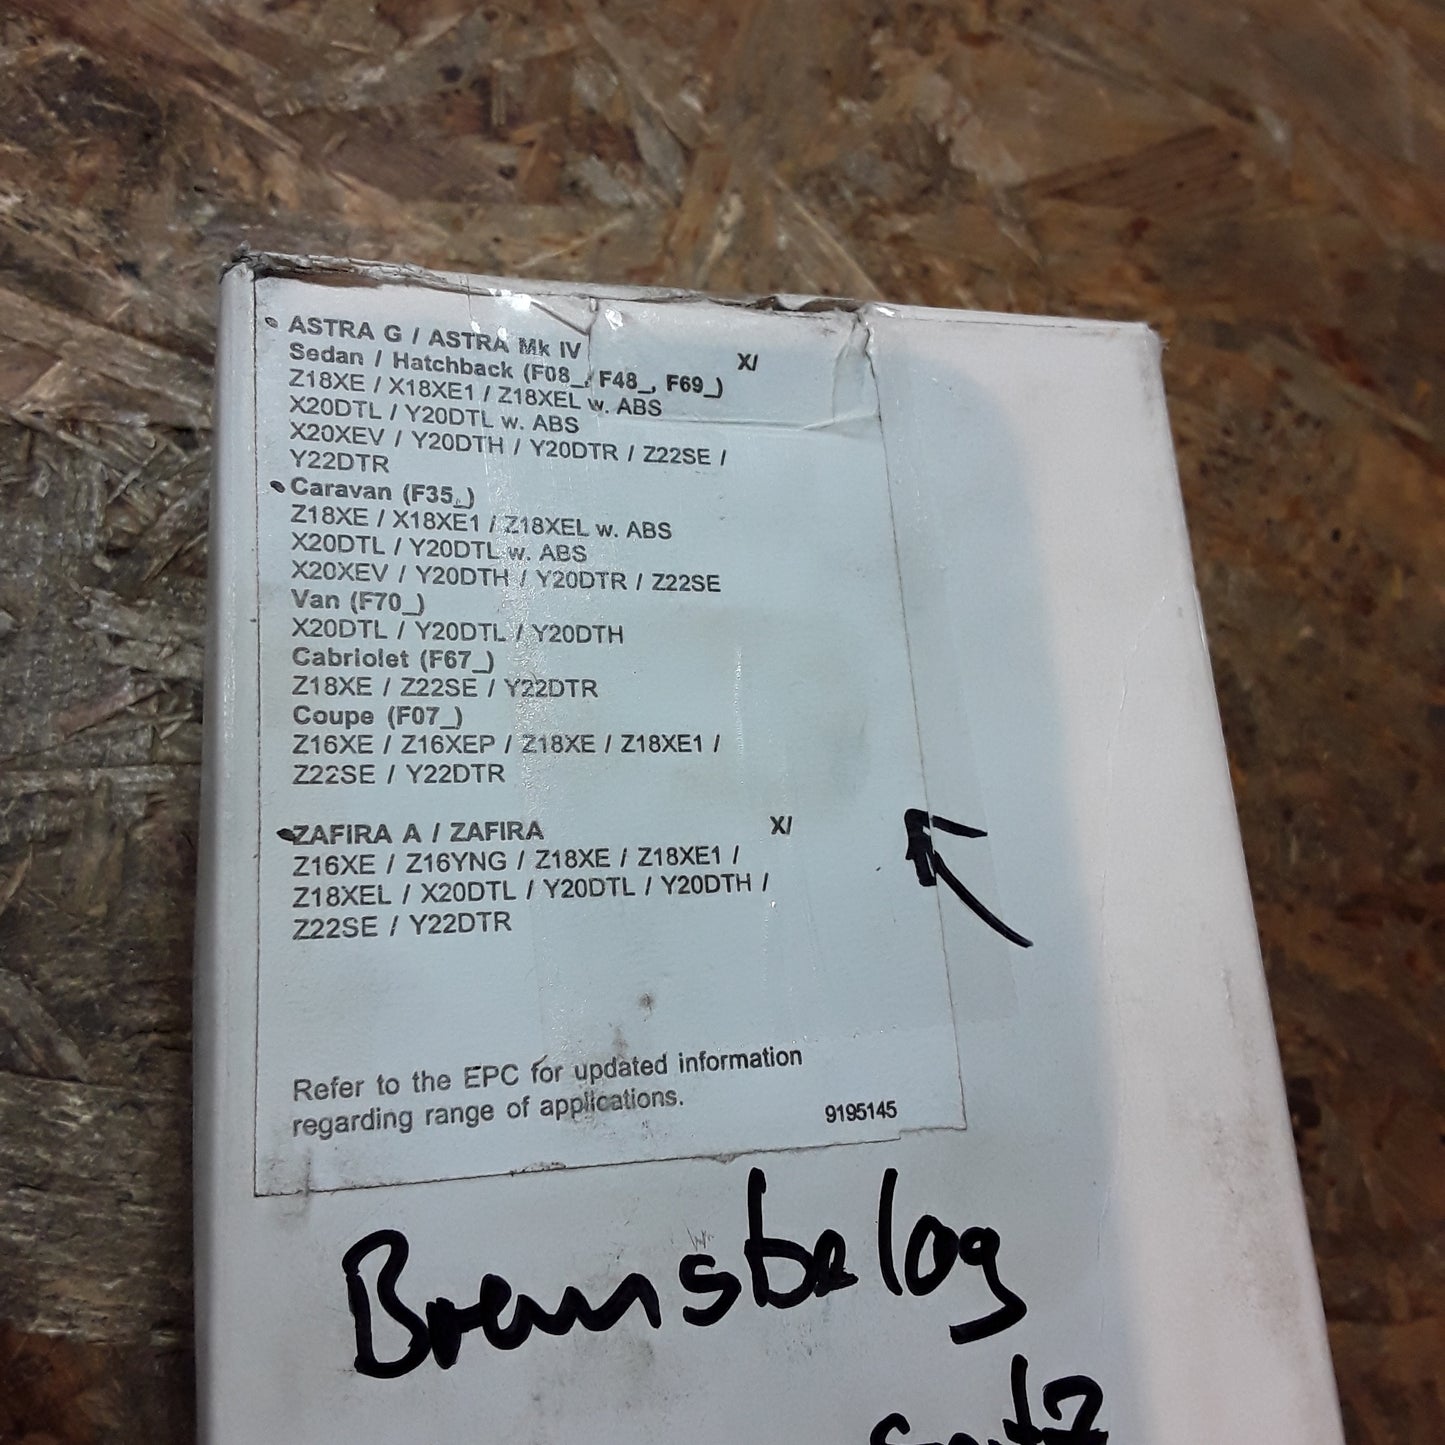 ASTRA G / ASTRA Mk IV X/
Sedan / Hatchback (F08_, F48_, F69_)
Z18XE / X18XE1 / Z18XEL w. ABS
X20DTL / Y20DTL w. ABS
X20XEV / Y20DTH / Y20DTR / Z22SE /
Y22DTR
Caravan (F35_)
Z18XE / X18XE1 / Z18XEL w. ABS
X20DTL / Y20DTL w. ABS
X20XEV / Y20DTH / Y20DTR / Z22SE
Van (F70_)
X20DTL / Y20DTL / Y20DTH
Cabriolet (F67_)
Z18XE / Z22SE / Y22DTR
Coupe (F07_)
Z16XE / Z16XEP / Z18XE / Z18XE1 /
Z22SE / Y22DTR
ZAFIRA A / ZAFIRA X/
Z16XE / Z16YNG / Z18XE / Z18XE1 /
Z18XEL / X20DTL / Y20DTL / Y20DTH /
Z22SE / Y22DTR
Refer to the EPC for updated information
regarding range of applications.
9195145
Bremsbelag